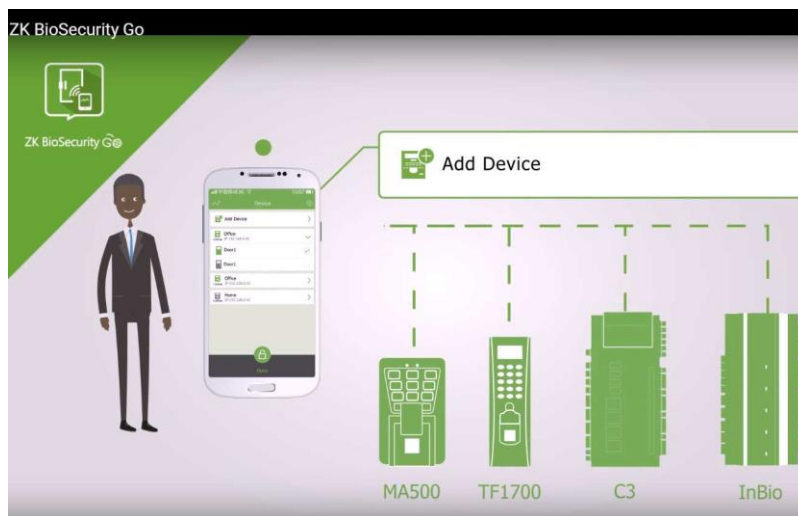 ZK BioSecurity Go
ZK BioSecurity Go
Add Device
Device
Add Device
Office
Door1
Door1
Office
Home
MA500
TF1700
C3
InBio